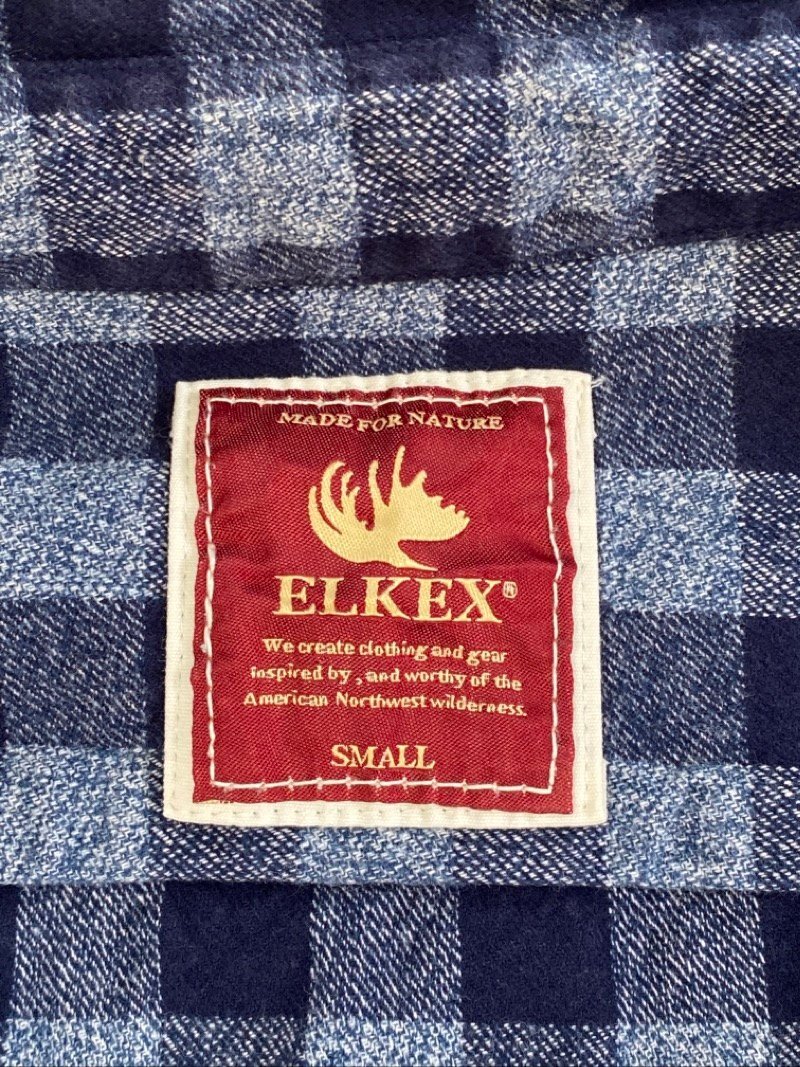 MADE FOR NATURE
ELKEX®
We create clothing and gear
inspired by, and worthy of the
American Northwest wilderness.
SMALL